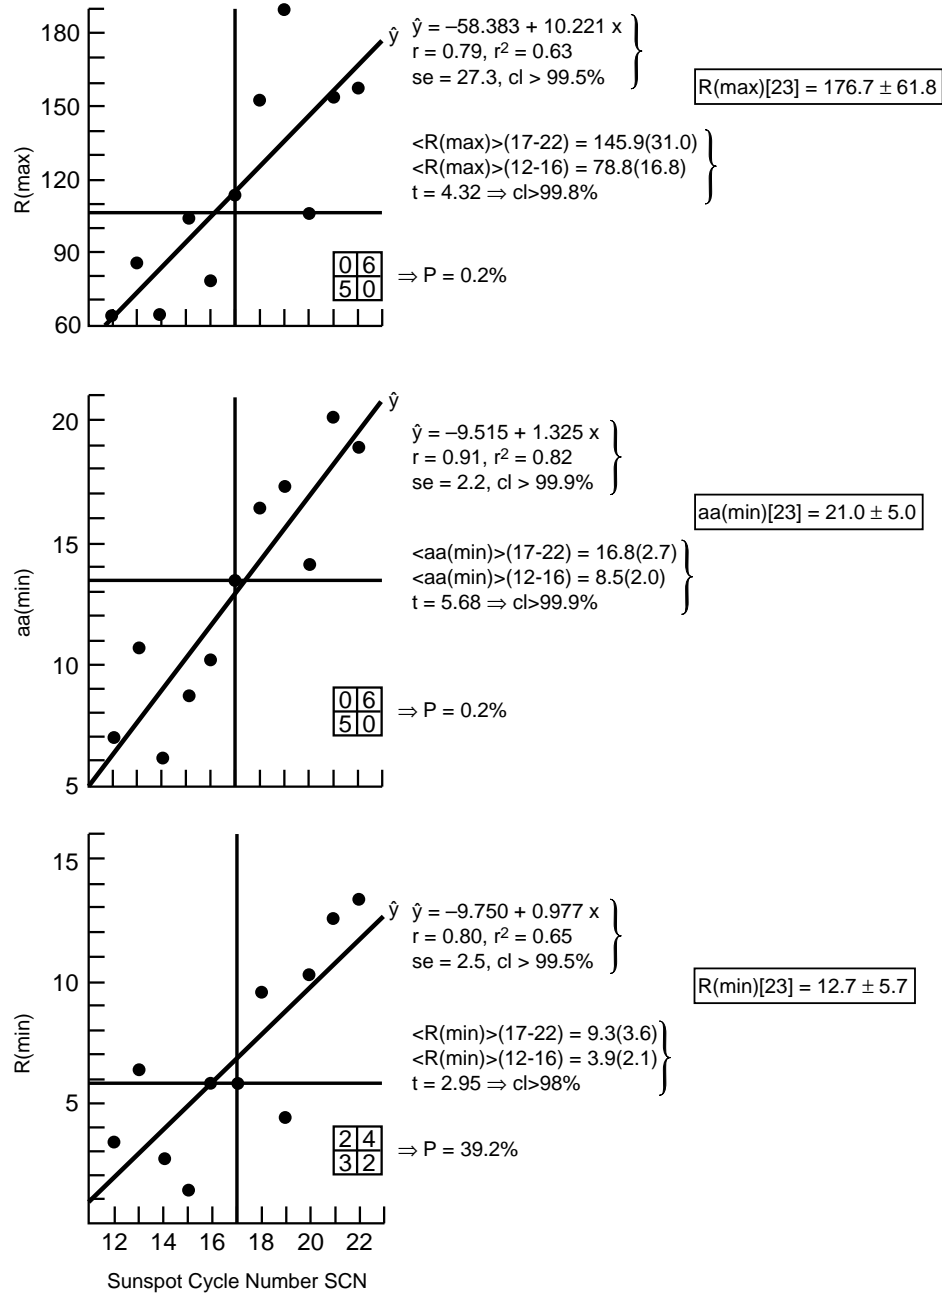 180
150
120
90
60
R(max)
ŷ
ŷ = –58.383 + 10.221 x
r = 0.79, r² = 0.63
se = 27.3, cl > 99.5%
R(max)[23] = 176.7 ± 61.8
<R(max)>(17-22) = 145.9(31.0)
<R(max)>(12-16) = 78.8(16.8)
t = 4.32 ⇒ cl>99.8%
0 6
5 0
⇒ P = 0.2%
20
15
10
5
aa(min)
ŷ
ŷ = –9.515 + 1.325 x
r = 0.91, r² = 0.82
se = 2.2, cl > 99.9%
aa(min)[23] = 21.0 ± 5.0
<aa(min)>(17-22) = 16.8(2.7)
<aa(min)>(12-16) = 8.5(2.0)
t = 5.68 ⇒ cl>99.9%
0 6
5 0
⇒ P = 0.2%
15
10
5
R(min)
ŷ
ŷ = –9.750 + 0.977 x
r = 0.80, r² = 0.65
se = 2.5, cl > 99.5%
R(min)[23] = 12.7 ± 5.7
<R(min)>(17-22) = 9.3(3.6)
<R(min)>(12-16) = 3.9(2.1)
t = 2.95 ⇒ cl>98%
2 4
3 2
⇒ P = 39.2%
12 14 16 18 20 22
Sunspot Cycle Number SCN